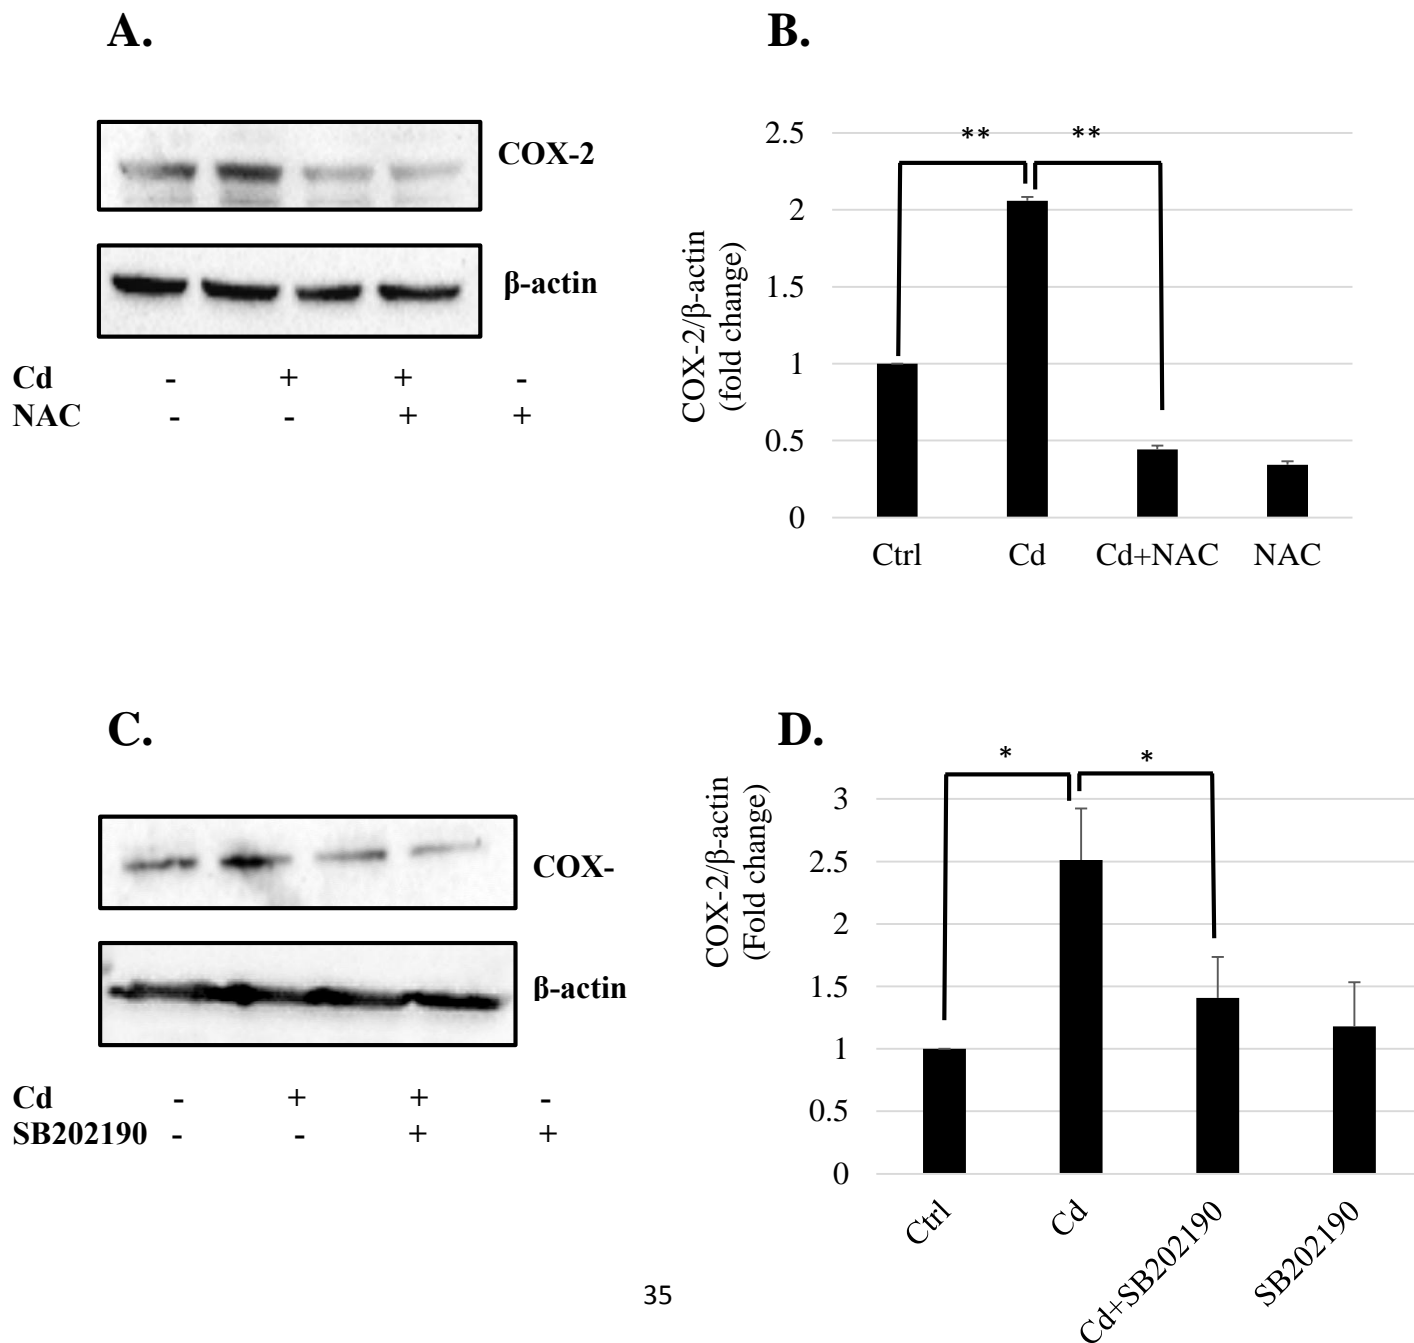 A.
COX-2
β-actin
Cd - + + -
NAC - - + +
B.
COX-2/β-actin
(fold change)
2.5
2
1.5
1
0.5
0
** **
Ctrl Cd Cd+NAC NAC
C.
COX-
β-actin
Cd - + + -
SB202190 - - + +
D.
COX-2/β-actin
(Fold change)
3
2.5
2
1.5
1
0.5
0
* *
Ctrl Cd Cd+SB202190 SB202190
35